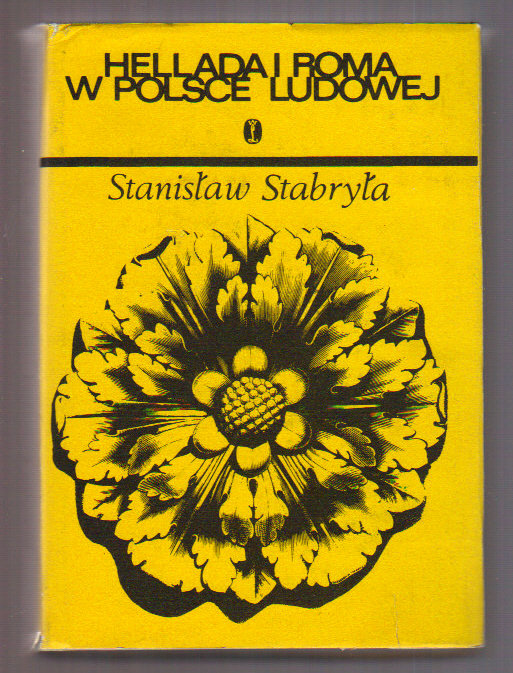 HELLADA I ROMA
W POLSCE LUDOWEJ
Stanisław Stabryła